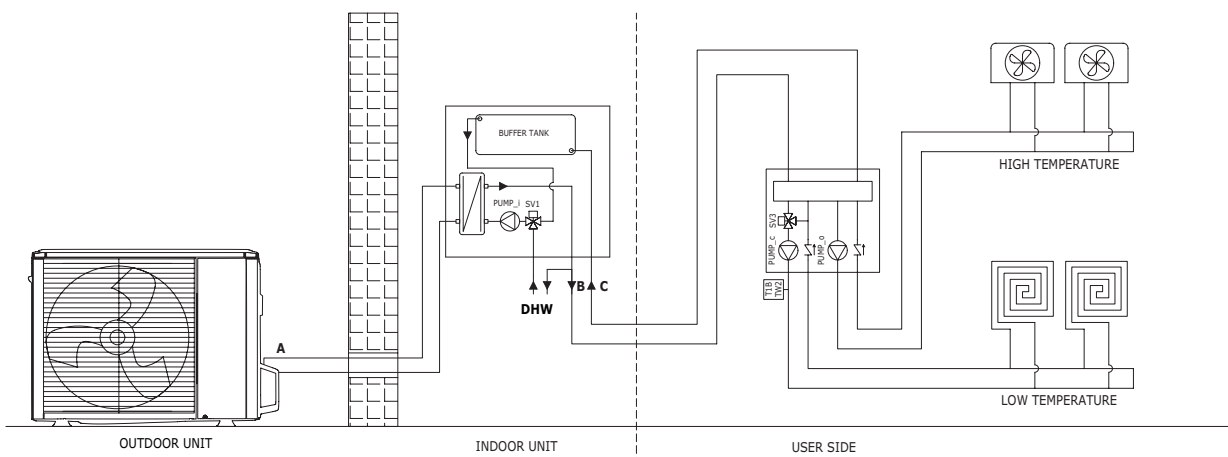 BUFFER TANK
PUMP_i SV1
DHW
B C
A
SV3
PUMP_c
PUMP_o
T1B
TW2
HIGH TEMPERATURE
LOW TEMPERATURE
OUTDOOR UNIT
INDOOR UNIT
USER SIDE